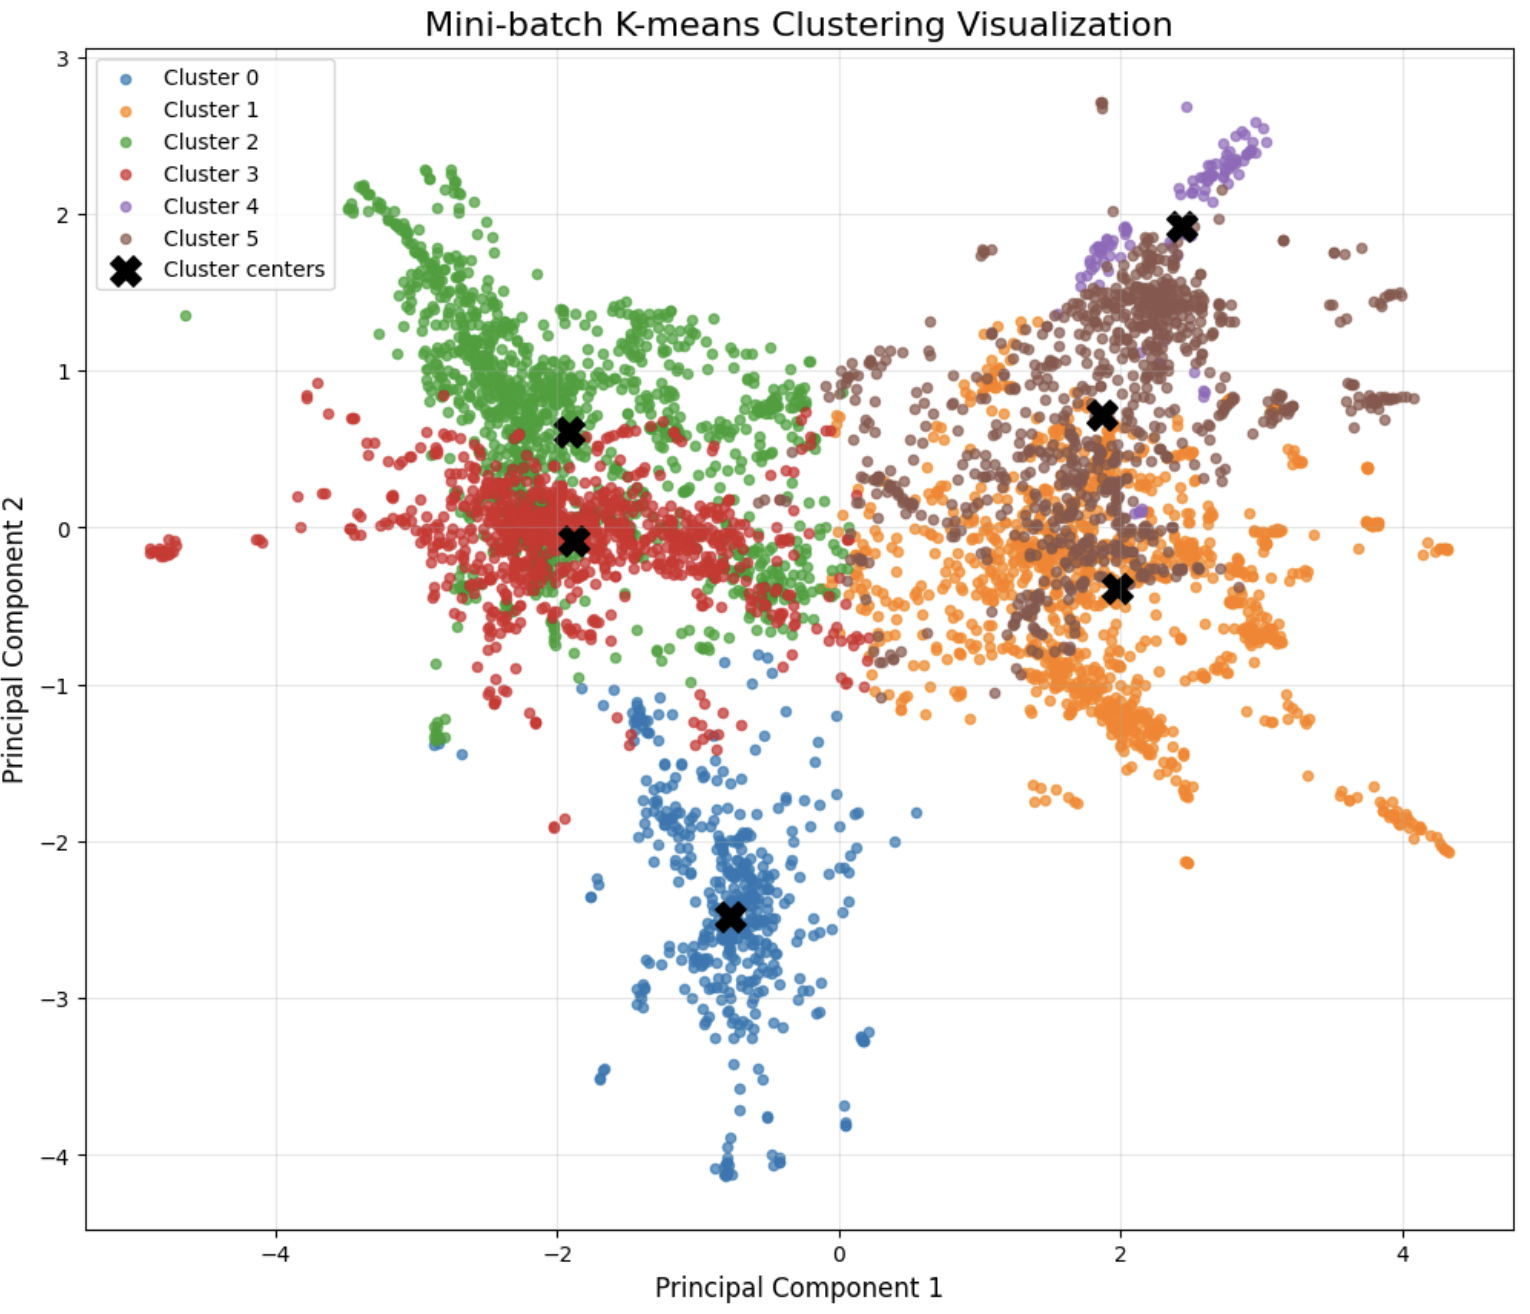 Mini-batch K-means Clustering Visualization
3
2
1
0
−1
−2
−3
−4
Principal Component 2
Cluster 0
Cluster 1
Cluster 2
Cluster 3
Cluster 4
Cluster 5
Cluster centers
−4
−2
0
2
4
Principal Component 1